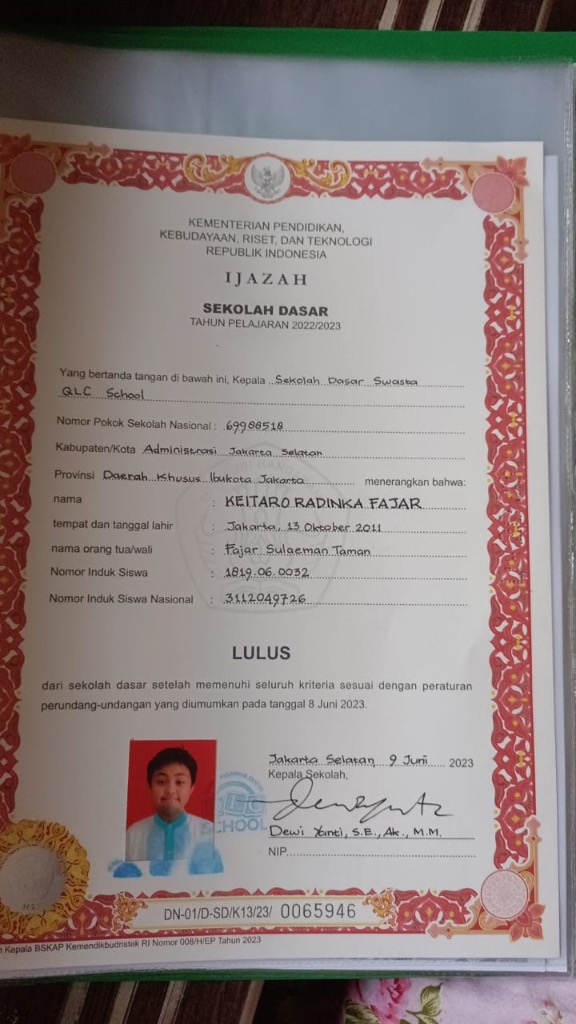 KEMENTERIAN PENDIDIKAN,
KEBUDAYAAN, RISET, DAN TEKNOLOGI
REPUBLIK INDONESIA
IJAZAH
SEKOLAH DASAR
TAHUN PELAJARAN 2022/2023
Yang bertanda tangan di bawah ini, Kepala Sekolah Dasar Swasta
QLC School
Nomor Pokok Sekolah Nasional : 69988518
Kabupaten/Kota Administrasi Jakarta Selatan
Provinsi Daerah Khusus Ibukota Jakarta menerangkan bahwa:
nama : KEITARO RADINKA FAJAR
tempat dan tanggal lahir : Jakarta, 13 Oktober 2011
nama orang tua/wali : Fajar Sulaeman Taman
Nomor Induk Siswa : 1819.06.0032
Nomor Induk Siswa Nasional : 3112049726
LULUS
dari sekolah dasar setelah memenuhi seluruh kriteria sesuai dengan peraturan
perundang-undangan yang diumumkan pada tanggal 8 Juni 2023.
Jakarta Selatan, 9 Juni 2023
Kepala Sekolah,
SCHOOL
Dewi Yanti, S.E., Ak., M.M.
NIP.
DN-01/D-SD/K13/23/ 0065946
Kepala BSKAP Kemendikbudristek RI Nomor 008/H/EP Tahun 2023